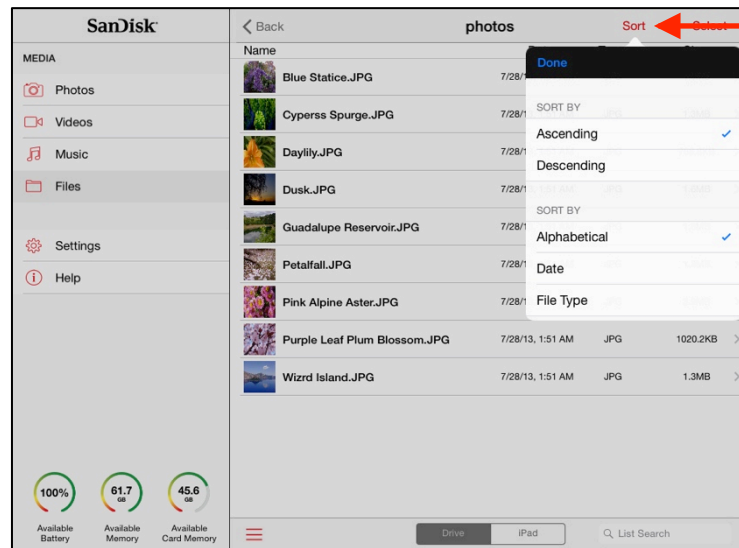 SanDisk
Back
photos
Sort
Select
MEDIA
Photos
Videos
Music
Files
Settings
Help
Name
Done
Blue Statice.JPG
7/28/1
SORT BY
Cyperss Spurge.JPG
7/28/1
Ascending
Daylily.JPG
7/28/1
Descending
Dusk.JPG
7/28/1
SORT BY
Guadalupe Reservoir.JPG
7/28/1
Alphabetical
Petalfall.JPG
7/28/1
Date
Pink Alpine Aster.JPG
7/28/1
File Type
Purple Leaf Plum Blossom.JPG 7/28/13, 1:51 AM JPG 1020.2KB
Wizrd Island.JPG 7/28/13, 1:51 AM JPG 1.3MB
100%
61.7
GB
45.6
GB
Available
Battery
Available
Memory
Available
Card Memory
Drive
iPad
List Search